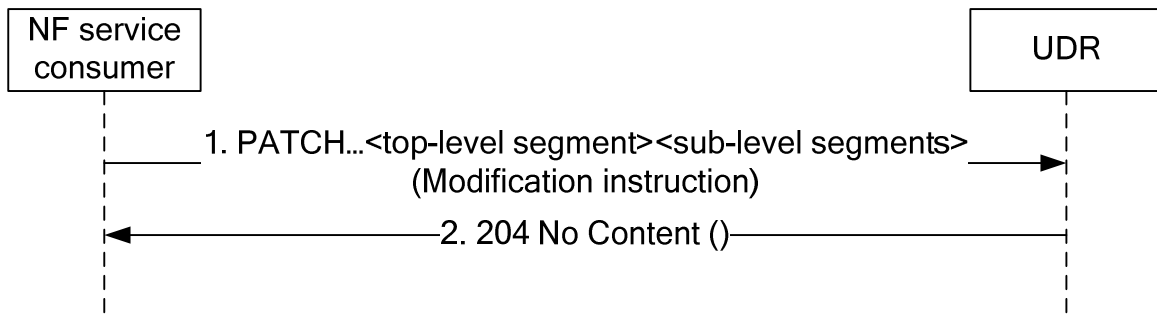 NF service
consumer
UDR
1. PATCH...<top-level segment><sub-level segments>
(Modification instruction)
2. 204 No Content ()